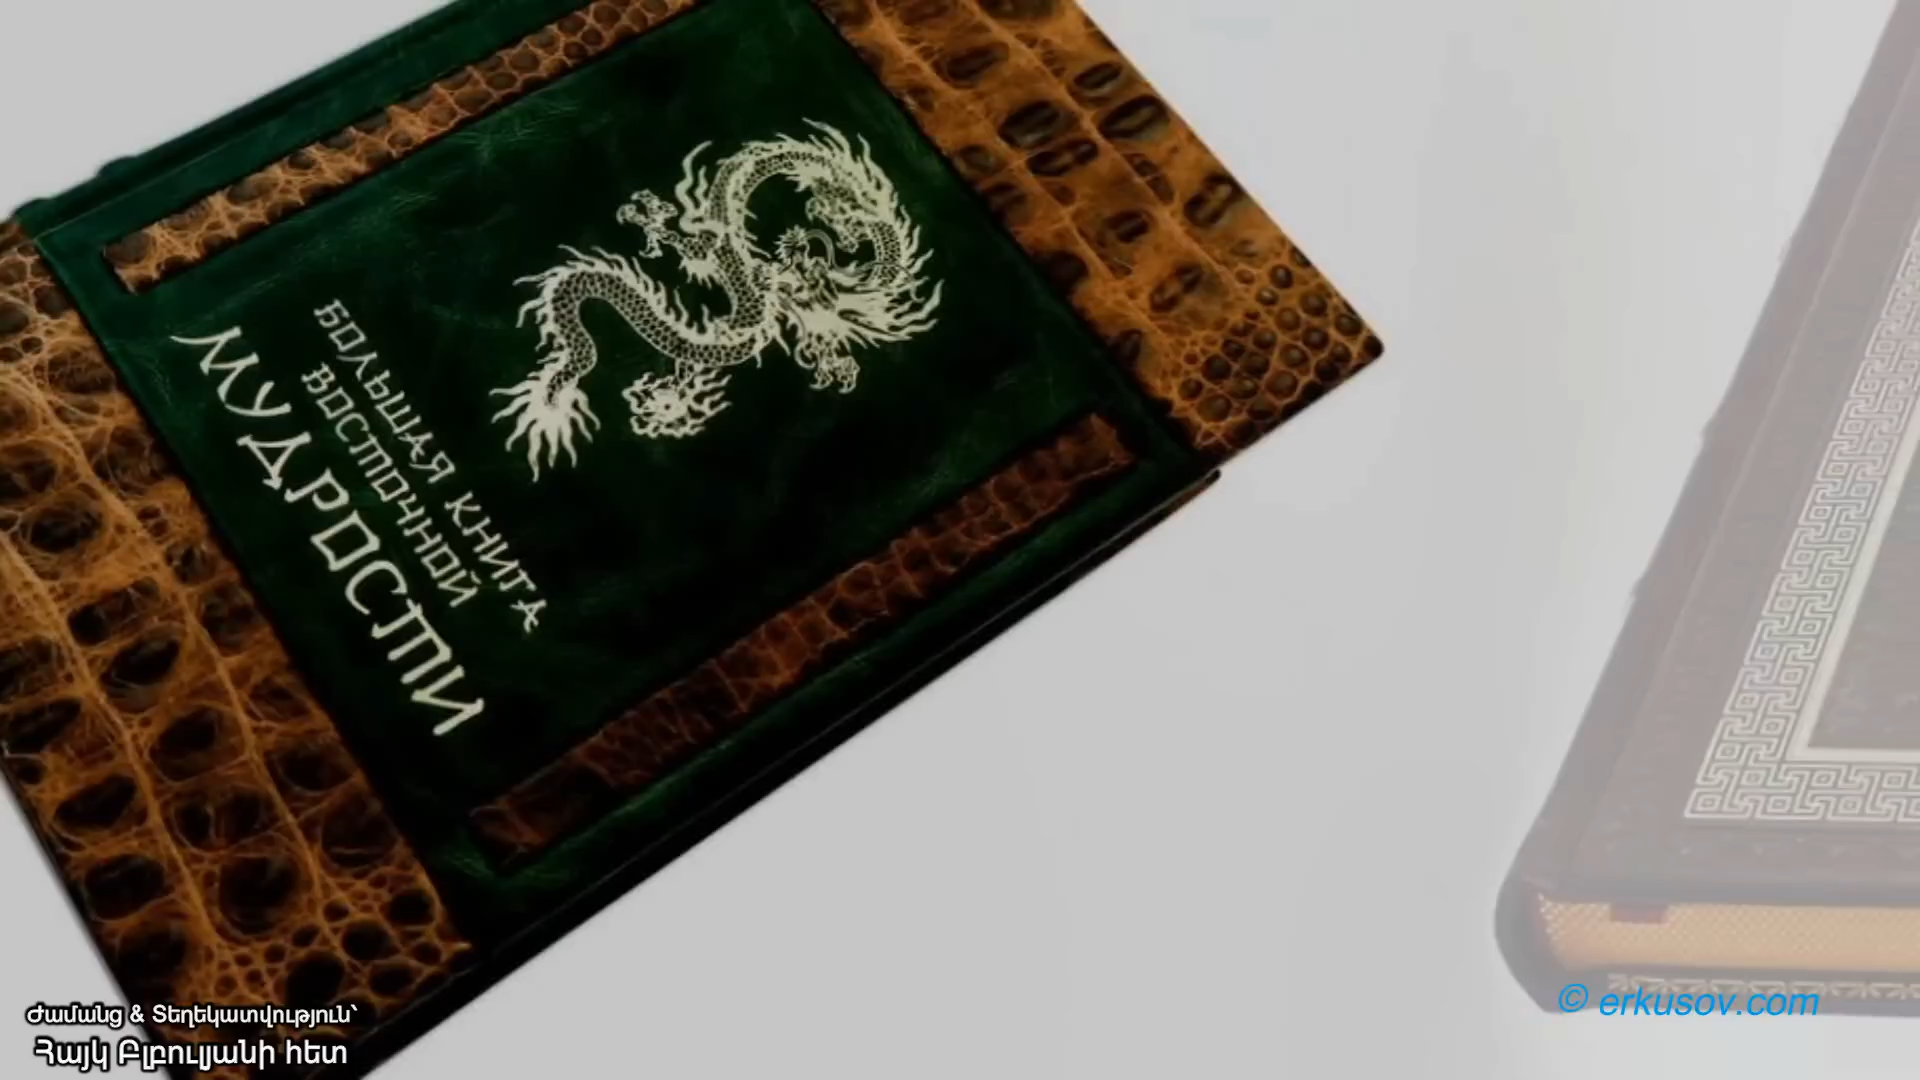 БОЛЬШАЯ КНИГА
ВОСТОЧНОЙ
МУДРОСТИ
Ժամանց & Տեղեկատվություն՝
Հայկ Բլբուլյանի հետ
© erkusov.com